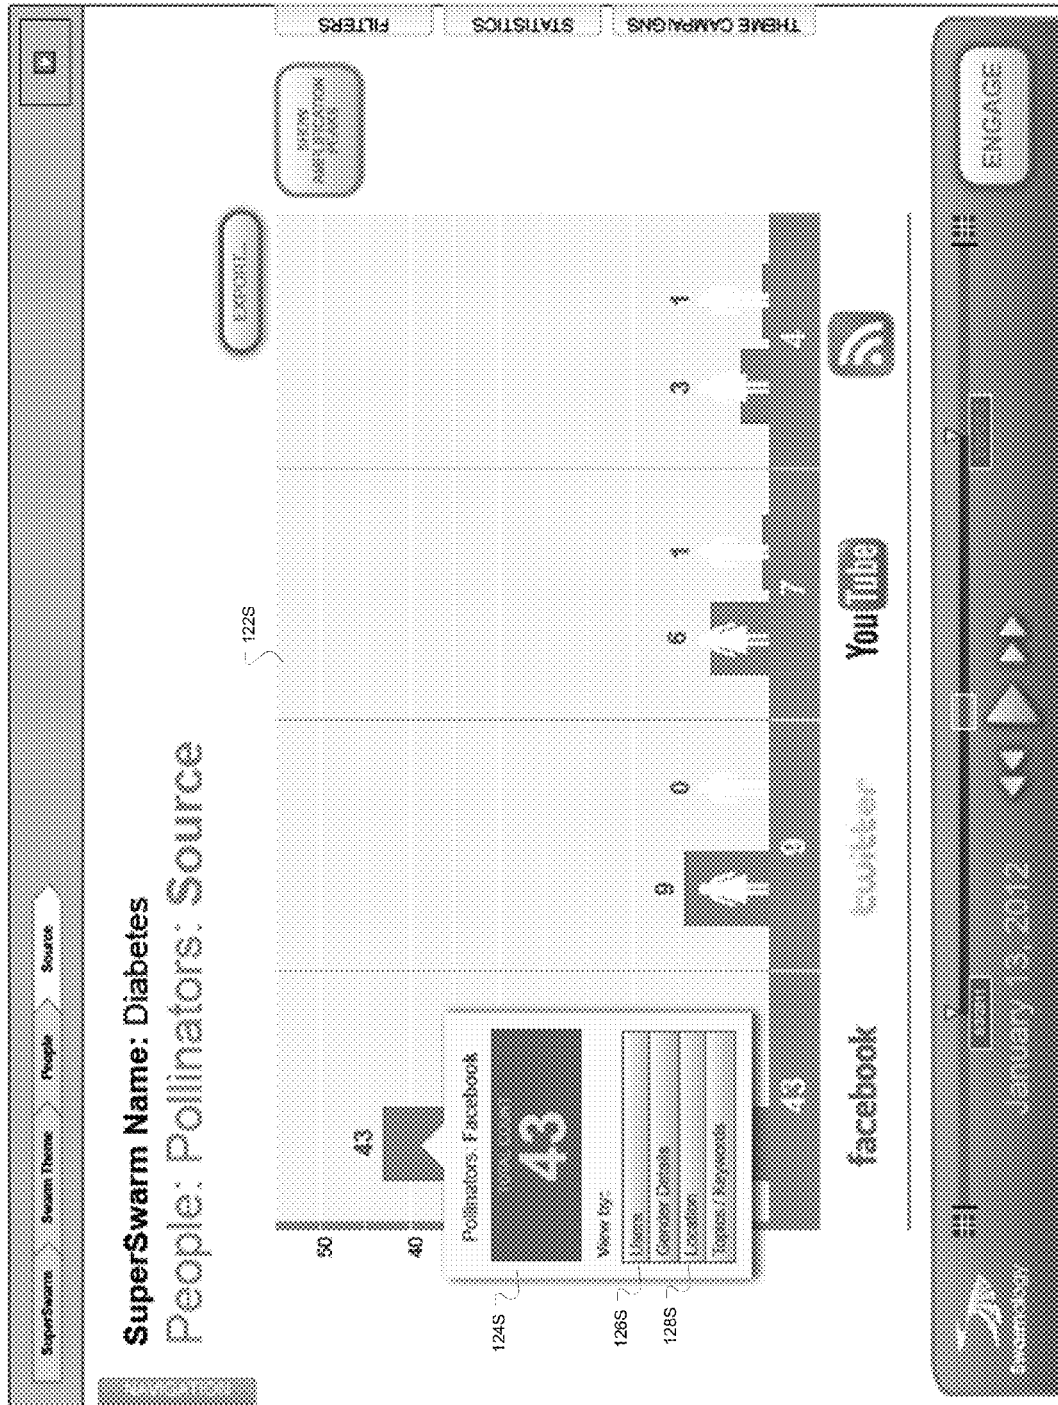 SuperSwarm
Swarm Theme
People
Source
SuperSwarm Name: Diabetes
People: Pollinators: Source
EXPORT...
122S
FILTERS
STATISTICS
THEME CAMPAIGNS
50
40
43
9
0
6
1
3
1
Pollinators: Facebook
43
View by:
Users
Gender Details
Location
Topics / Keywords
124S
126S
128S
43
9
7
4
facebook
twitter
YouTube
ENGAGE